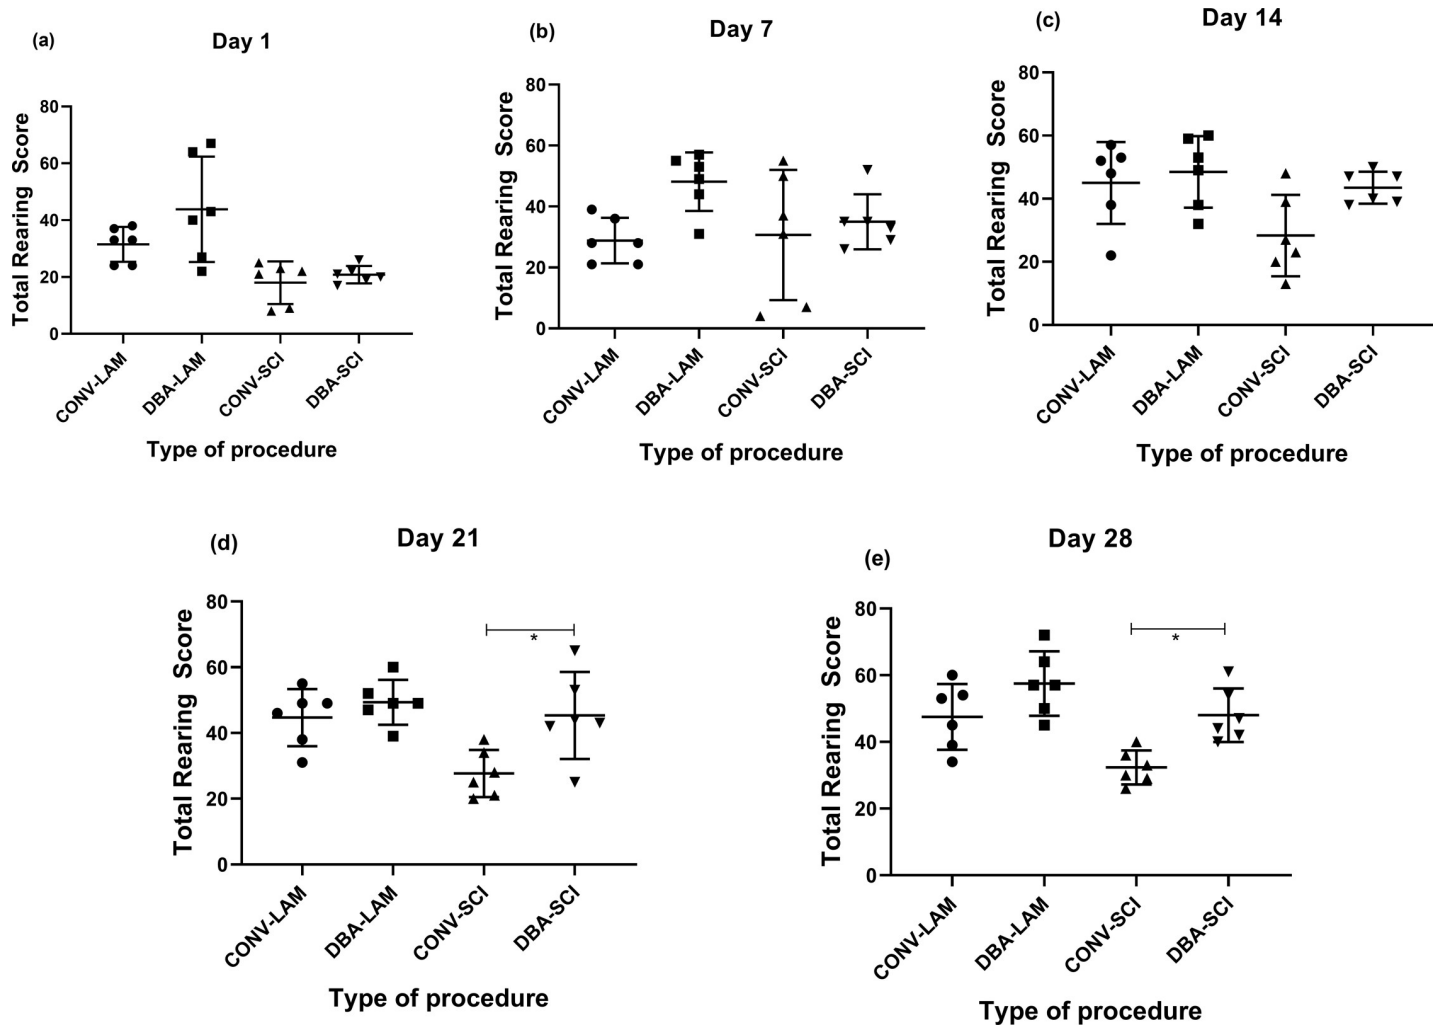 (a)
Day 1
Total Rearing Score
80
60
40
20
0
CONV-LAM
DBA-LAM
CONV-SCI
DBA-SCI
Type of procedure
(b)
Day 7
Total Rearing Score
80
60
40
20
0
CONV-LAM
DBA-LAM
CONV-SCI
DBA-SCI
Type of procedure
(c)
Day 14
Total Rearing Score
80
60
40
20
0
CONV-LAM
DBA-LAM
CONV-SCI
DBA-SCI
Type of procedure
(d)
Day 21
Total Rearing Score
80
60
40
20
0
*
CONV-LAM
DBA-LAM
CONV-SCI
DBA-SCI
Type of procedure
(e)
Day 28
Total Rearing Score
80
60
40
20
0
*
CONV-LAM
DBA-LAM
CONV-SCI
DBA-SCI
Type of procedure